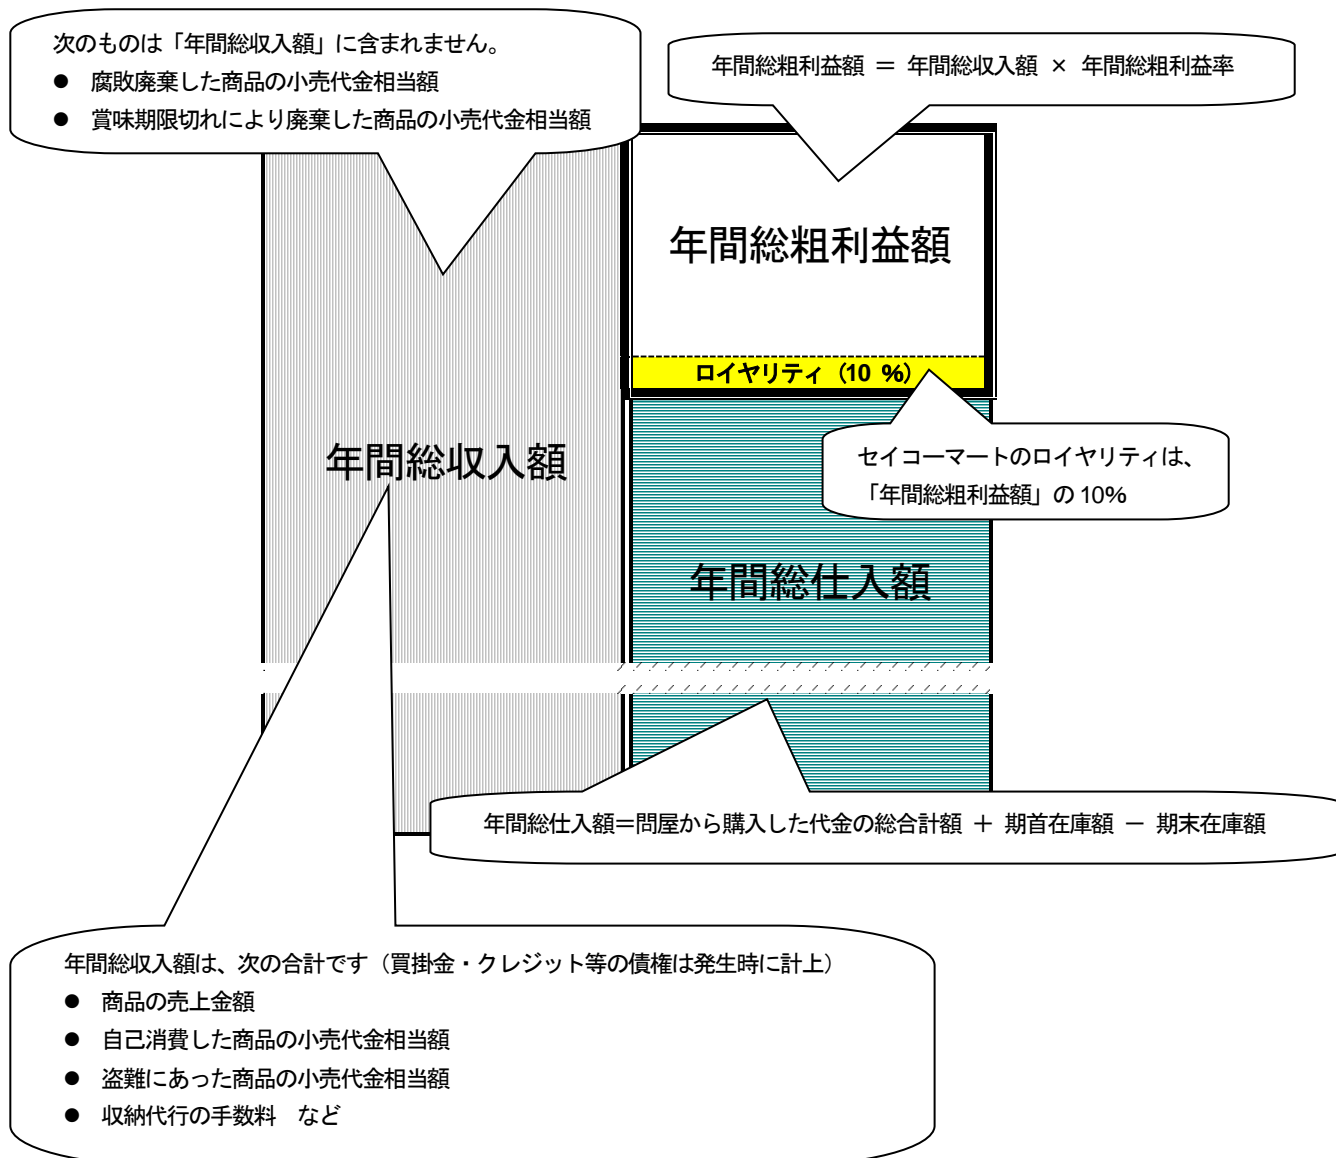 次のものは「年間総収入額」に含まれません。
● 腐敗廃棄した商品の小売代金相当額
● 賞味期限切れにより廃棄した商品の小売代金相当額
年間総粗利益額 ＝ 年間総収入額 × 年間総粗利益率
年間総粗利益額
ロイヤリティ（10 %）
セイコーマートのロイヤリティは、
「年間総粗利益額」の 10%
年間総収入額
年間総仕入額
年間総仕入額＝問屋から購入した代金の総合計額 ＋ 期首在庫額 － 期末在庫額
年間総収入額は、次の合計です（買掛金・クレジット等の債権は発生時に計上）
● 商品の売上金額
● 自己消費した商品の小売代金相当額
● 盗難にあった商品の小売代金相当額
● 収納代行の手数料　など